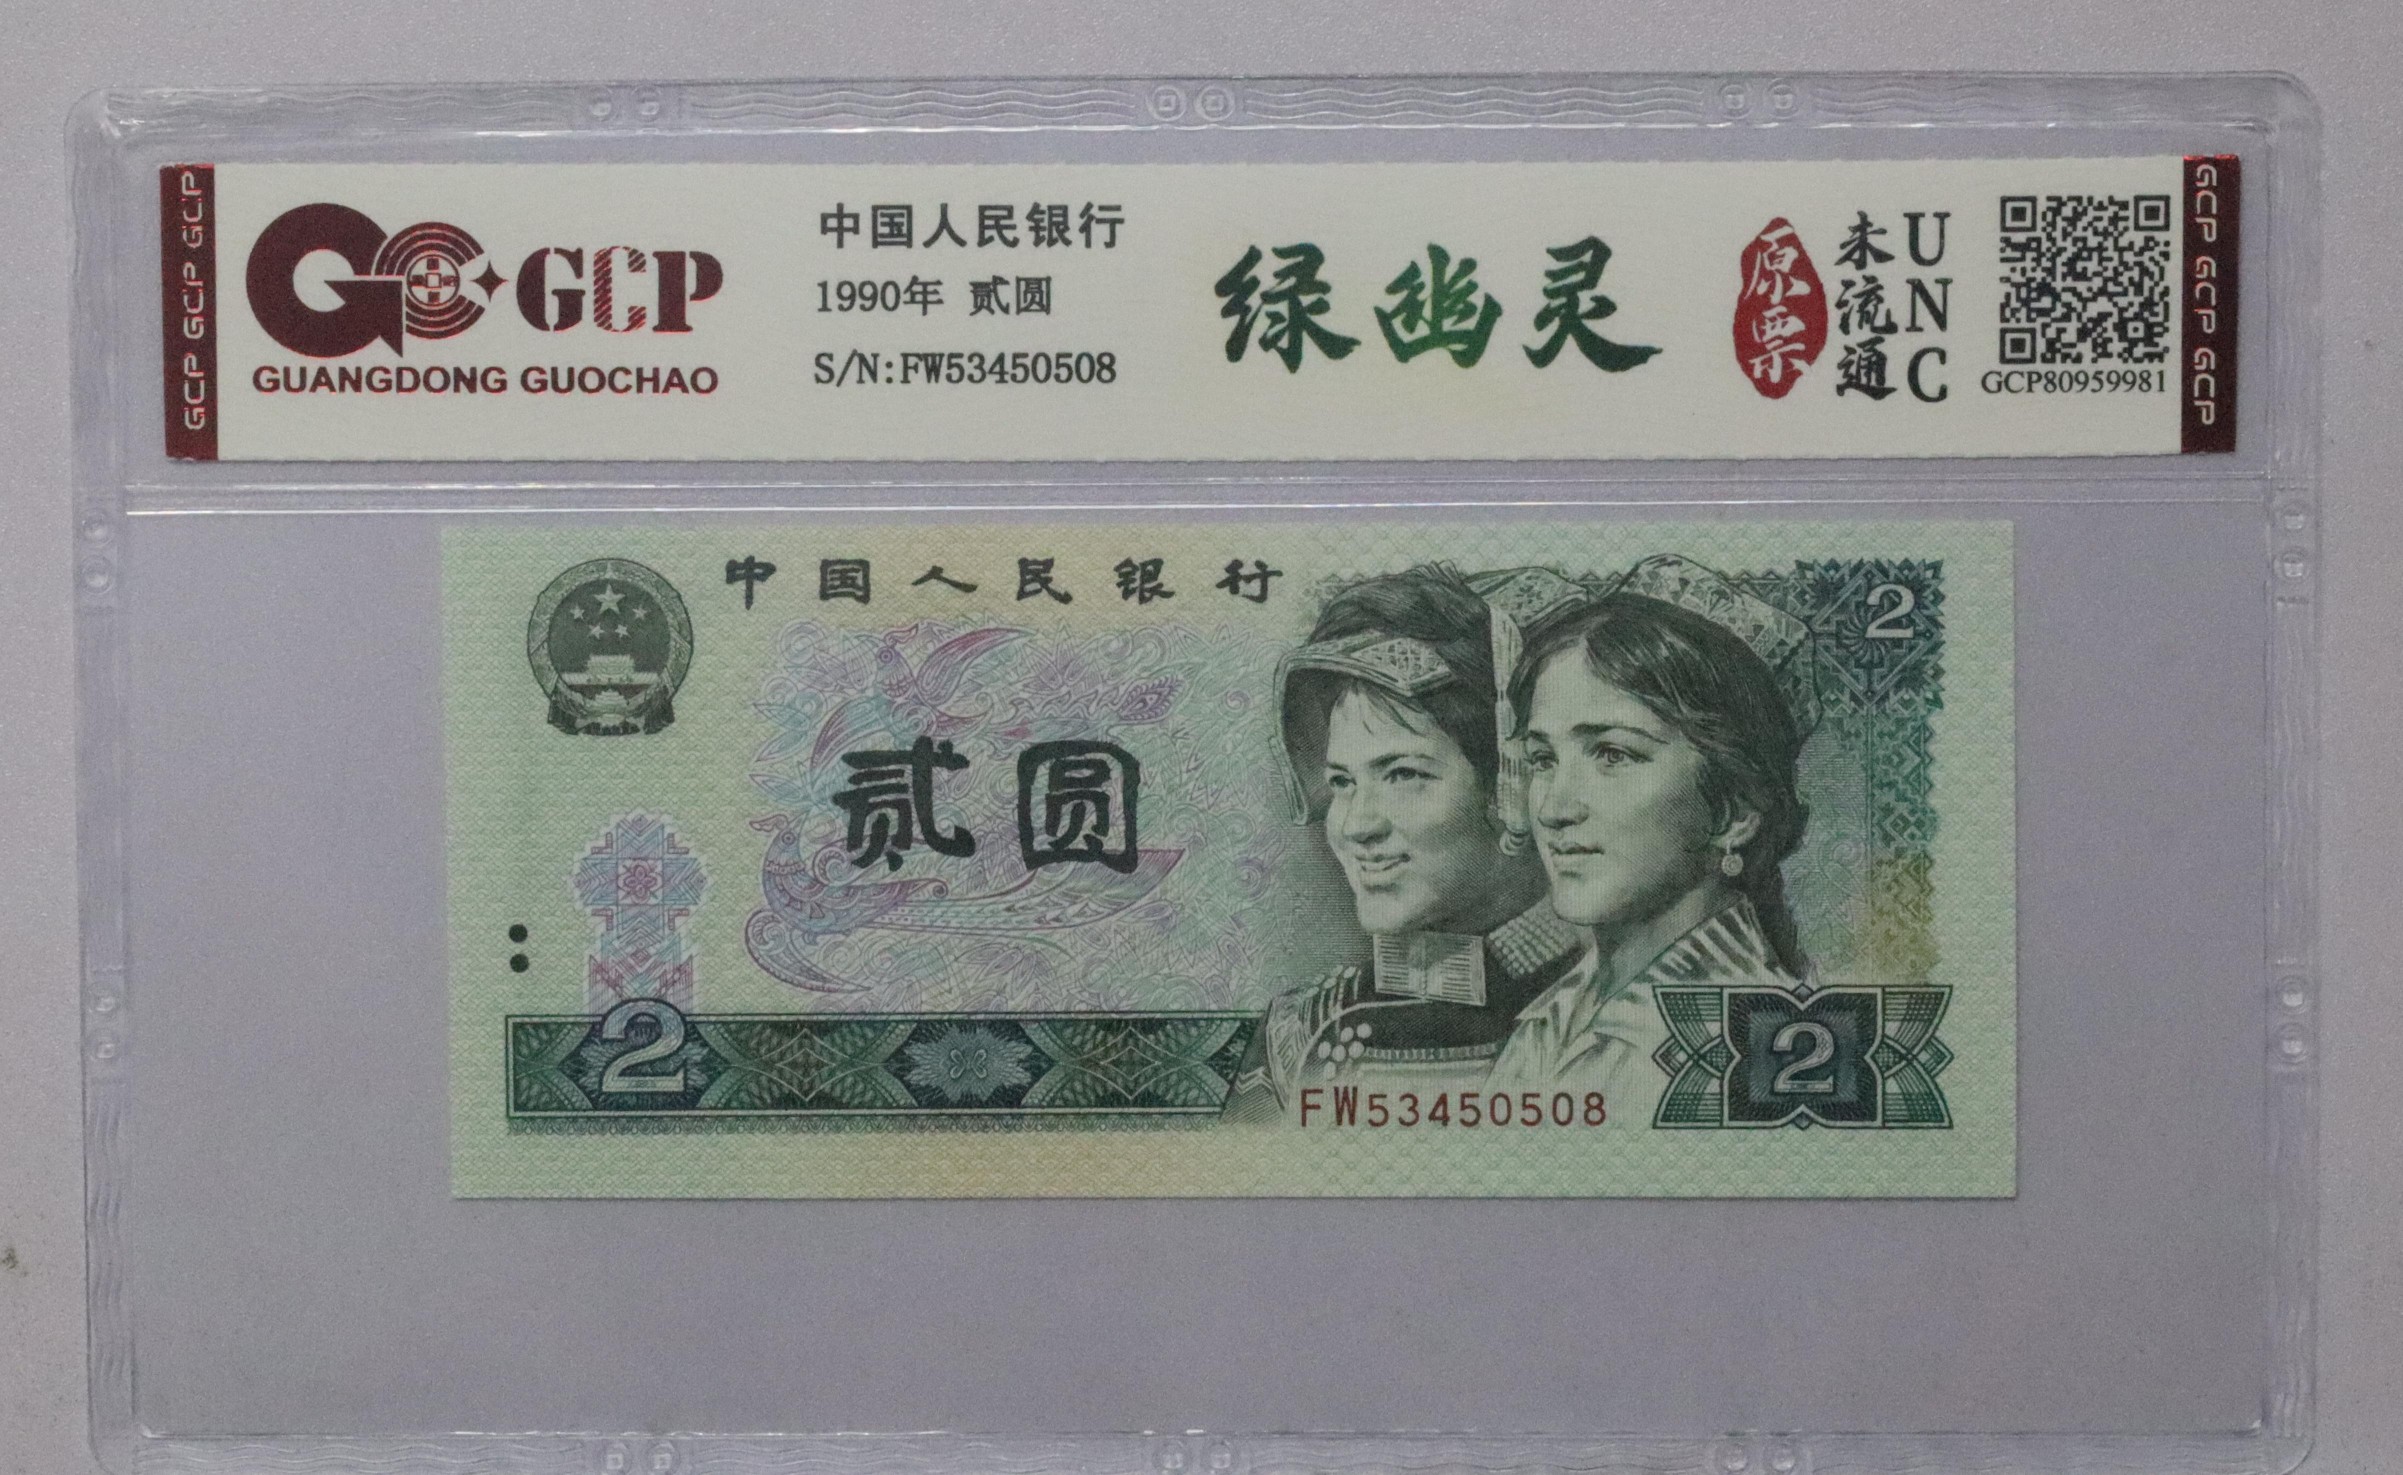 GCP GCP GCP
GCP
GUANGDONG GUOCHAO
中国人民银行
1990年 贰圆
S/N:FW53450508
绿幽灵
原票
未流通
UNC
GCP80959981
GCP GCP GCP
中国人民银行
2
贰圆
2
FW53450508
2